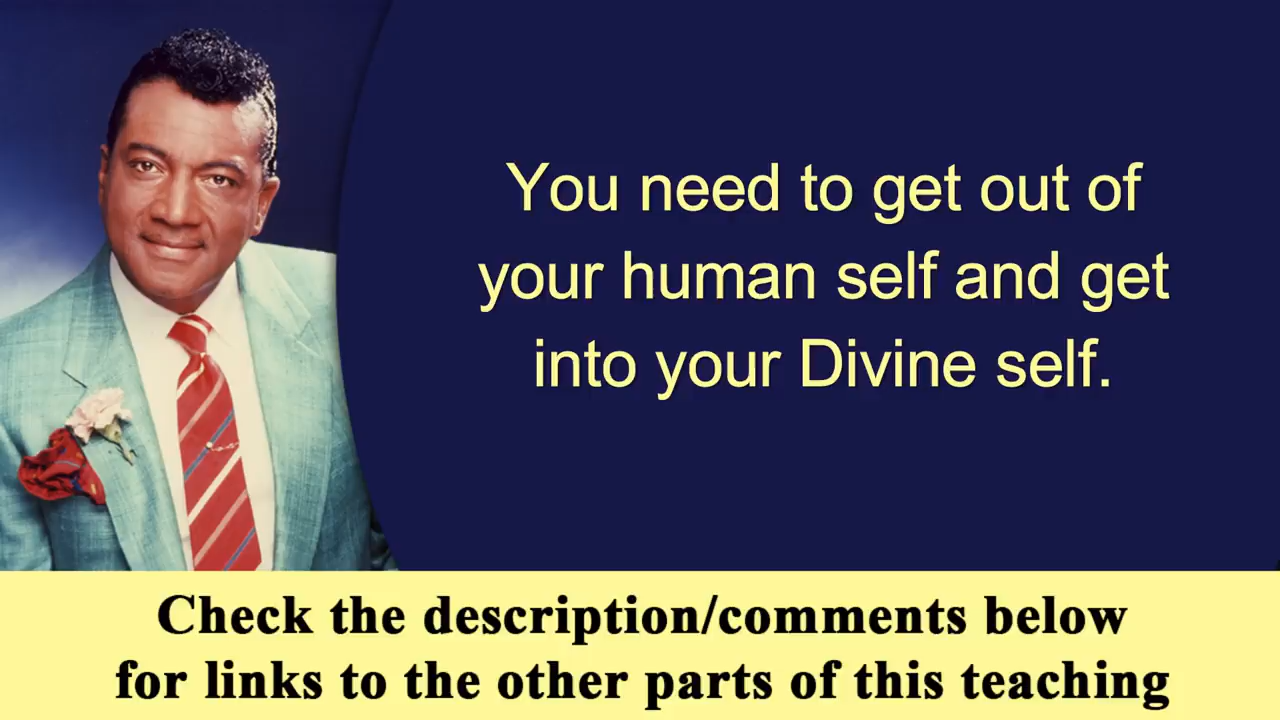 You need to get out of
your human self and get
into your Divine self.
Check the description/comments below
for links to the other parts of this teaching